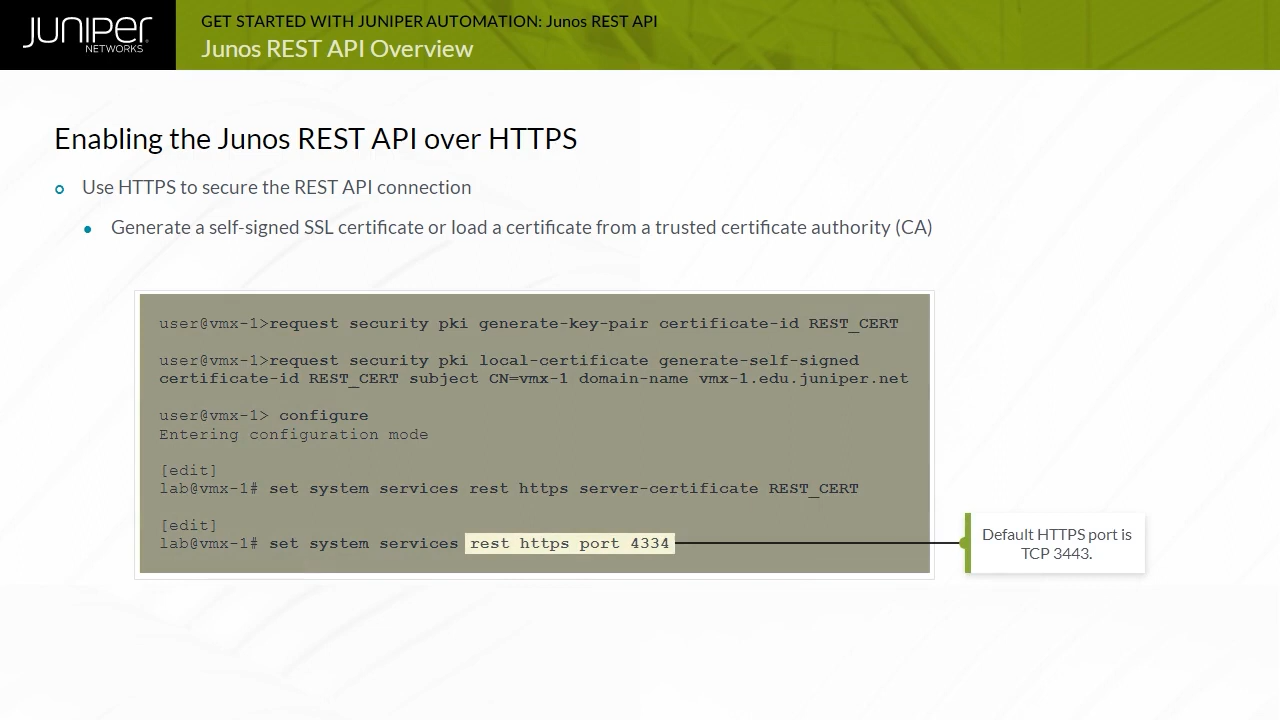 JUNIPER
NETWORKS
GET STARTED WITH JUNIPER AUTOMATION: Junos REST API
Junos REST API Overview
Enabling the Junos REST API over HTTPS
Use HTTPS to secure the REST API connection
Generate a self-signed SSL certificate or load a certificate from a trusted certificate authority (CA)
user@vmx-1>request security pki generate-key-pair certificate-id REST_CERT
user@vmx-1>request security pki local-certificate generate-self-signed
certificate-id REST_CERT subject CN=vmx-1 domain-name vmx-1.edu.juniper.net
user@vmx-1> configure
Entering configuration mode
[edit]
lab@vmx-1# set system services rest https server-certificate REST_CERT
[edit]
lab@vmx-1# set system services rest https port 4334
Default HTTPS port is
TCP 3443.